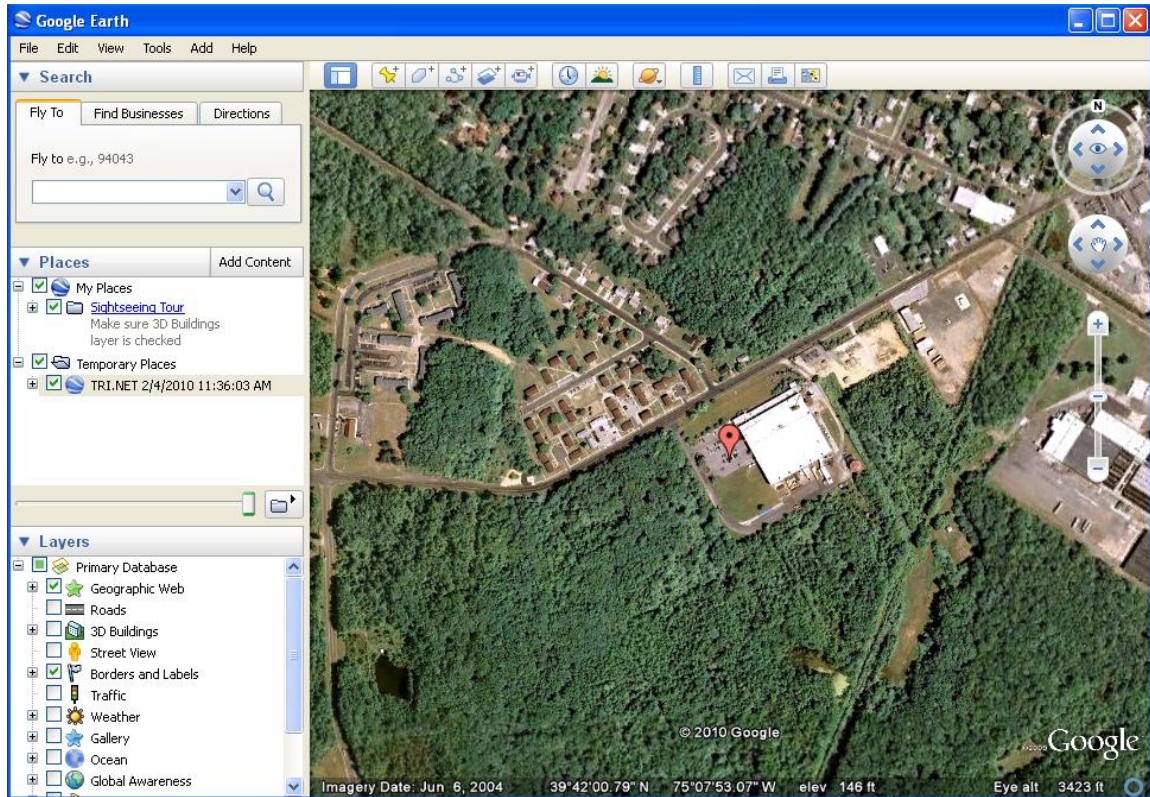 Google Earth
File Edit View Tools Add Help
Search
Fly To Find Businesses Directions
Fly to e.g., 94043
Places Add Content
My Places
Sightseeing Tour
Make sure 3D Buildings
layer is checked
Temporary Places
TRI.NET 2/4/2010 11:36:03 AM
Layers
Primary Database
Geographic Web
Roads
3D Buildings
Street View
Borders and Labels
Traffic
Weather
Gallery
Ocean
Global Awareness
N
© 2010 Google
©2009 Google
Imagery Date: Jun 6, 2004 39°42'00.79" N 75°07'53.07" W elev 146 ft Eye alt 3423 ft